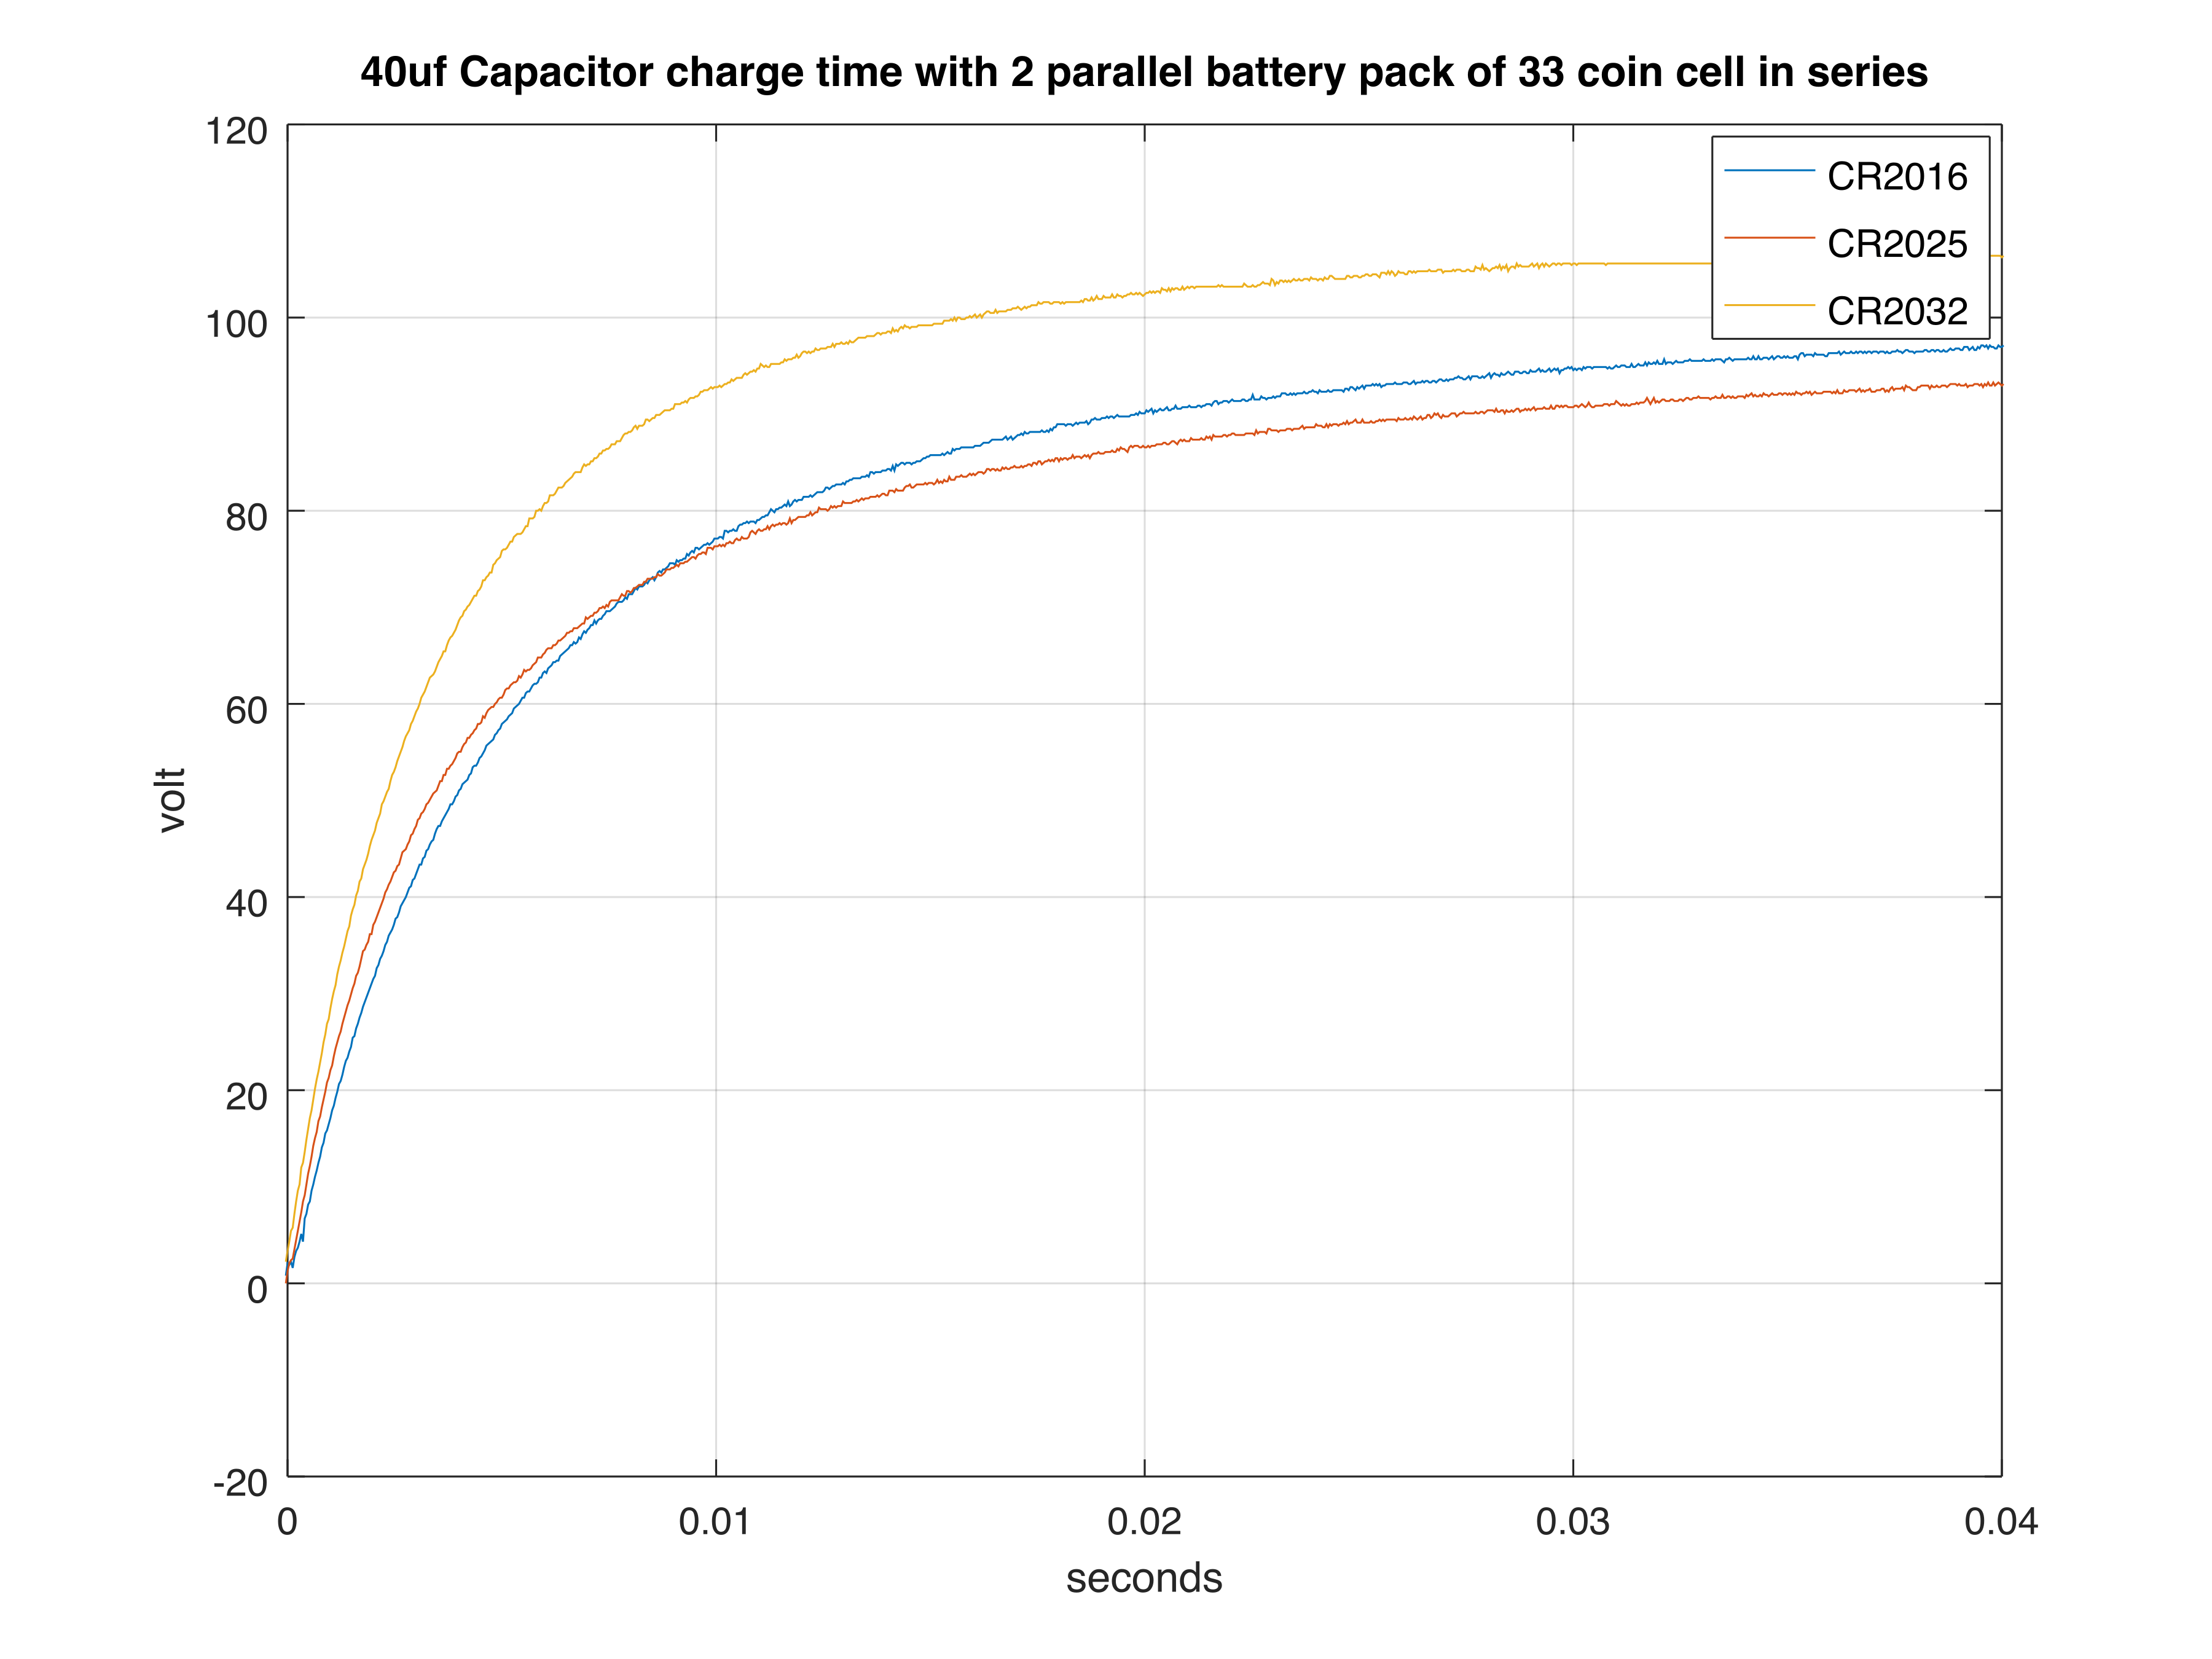 40uf Capacitor charge time with 2 parallel battery pack of 33 coin cell in series
120
100
80
60
40
20
0
-20
volt
0 0.01 0.02 0.03 0.04
seconds
CR2016
CR2025
CR2032